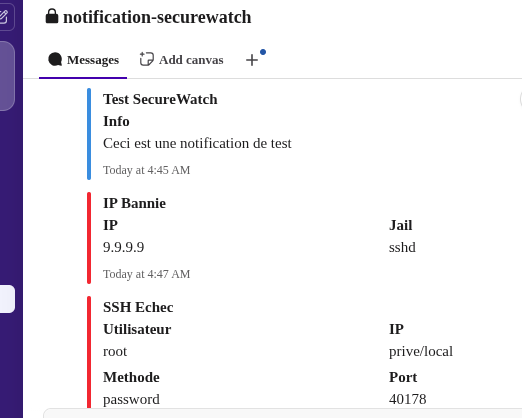 notification-securewatch
Messages Add canvas
Test SecureWatch
Info
Ceci est une notification de test
Today at 4:45 AM
IP Bannie
IP Jail
9.9.9.9 sshd
Today at 4:47 AM
SSH Echec
Utilisateur IP
root prive/local
Methode Port
password 40178